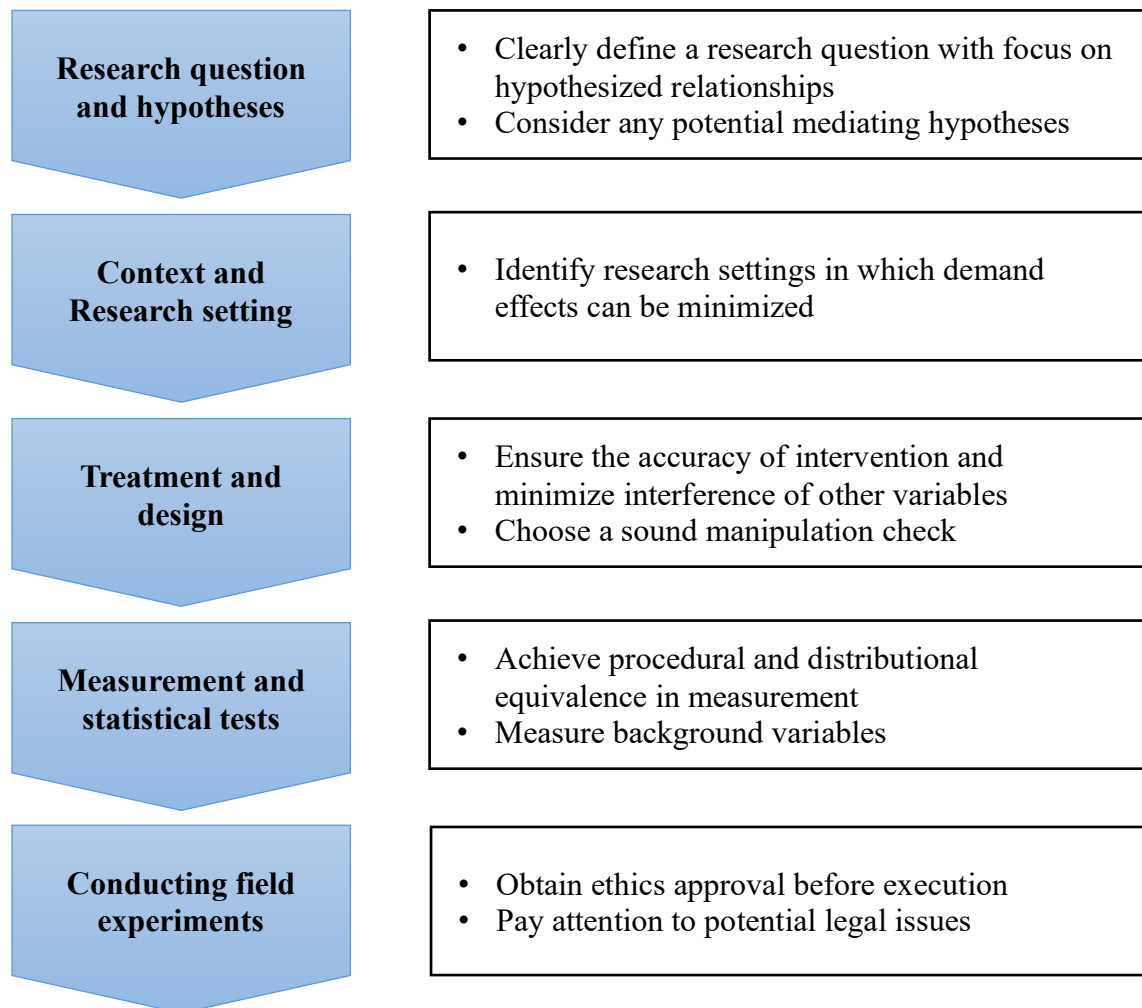 Research question
and hypotheses
• Clearly define a research question with focus on
hypothesized relationships
• Consider any potential mediating hypotheses
Context and
Research setting
• Identify research settings in which demand
effects can be minimized
Treatment and
design
• Ensure the accuracy of intervention and
minimize interference of other variables
• Choose a sound manipulation check
Measurement and
statistical tests
• Achieve procedural and distributional
equivalence in measurement
• Measure background variables
Conducting field
experiments
• Obtain ethics approval before execution
• Pay attention to potential legal issues